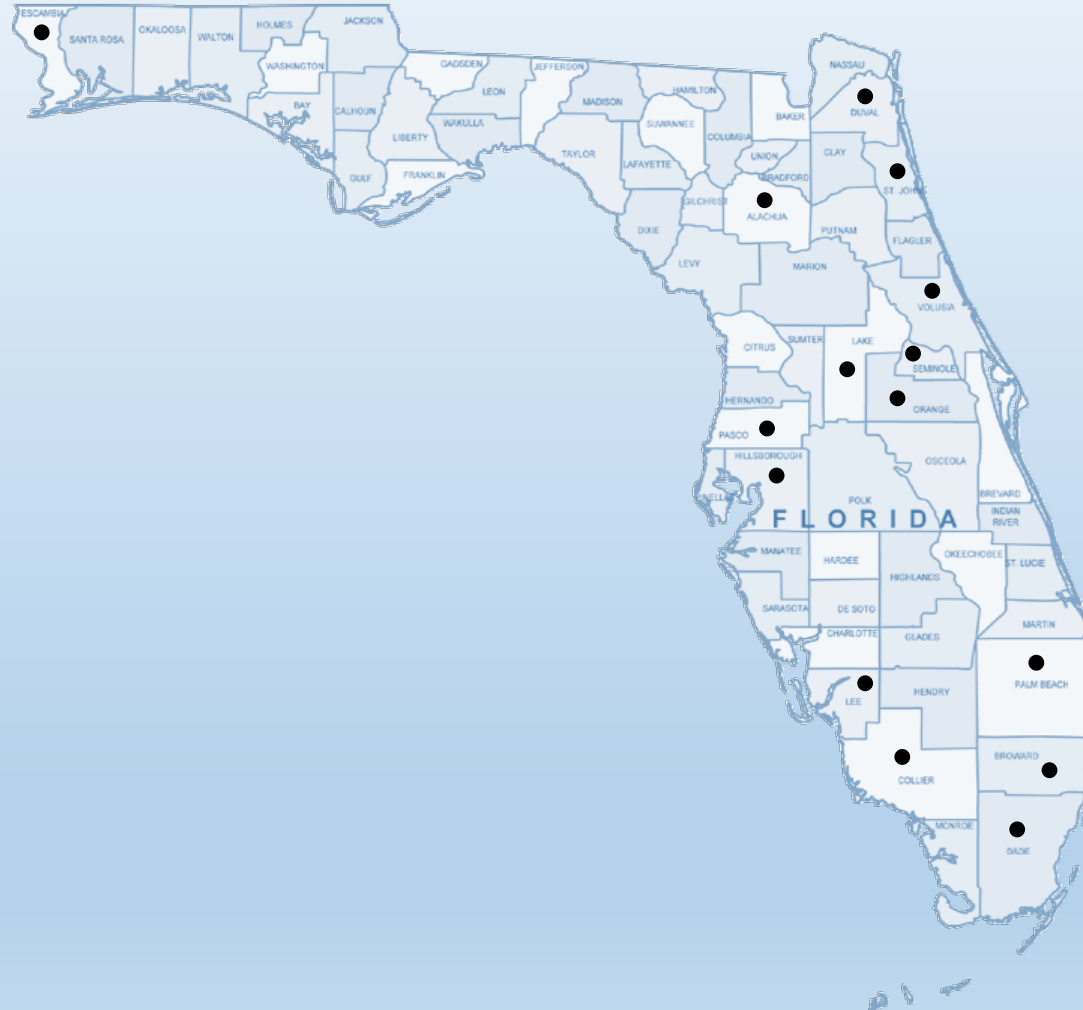 ESCAMBIA
SANTA ROSA
OKALOOSA
WALTON
HOLMES
JACKSON
WASHINGTON
BAY
CALHOUN
GULF
LIBERTY
GADSDEN
LEON
WAKULLA
FRANKLIN
JEFFERSON
MADISON
TAYLOR
HAMILTON
SUWANNEE
LAFAYETTE
DIXIE
COLUMBIA
GILCHRIST
LEVY
BAKER
NASSAU
DUVAL
UNION
BRADFORD
CLAY
ST. JOHNS
ALACHUA
PUTNAM
FLAGLER
MARION
VOLUSIA
CITRUS
SUMTER
LAKE
SEMINOLE
HERNANDO
ORANGE
PASCO
HILLSBOROUGH
OSCEOLA
BREVARD
POLK
FLORIDA
INDIAN
RIVER
MANATEE
HARDEE
OKEECHOBEE
ST. LUCIE
HIGHLANDS
SARASOTA
DE SOTO
MARTIN
CHARLOTTE
GLADES
LEE
HENDRY
PALM BEACH
COLLIER
BROWARD
MONROE
DADE